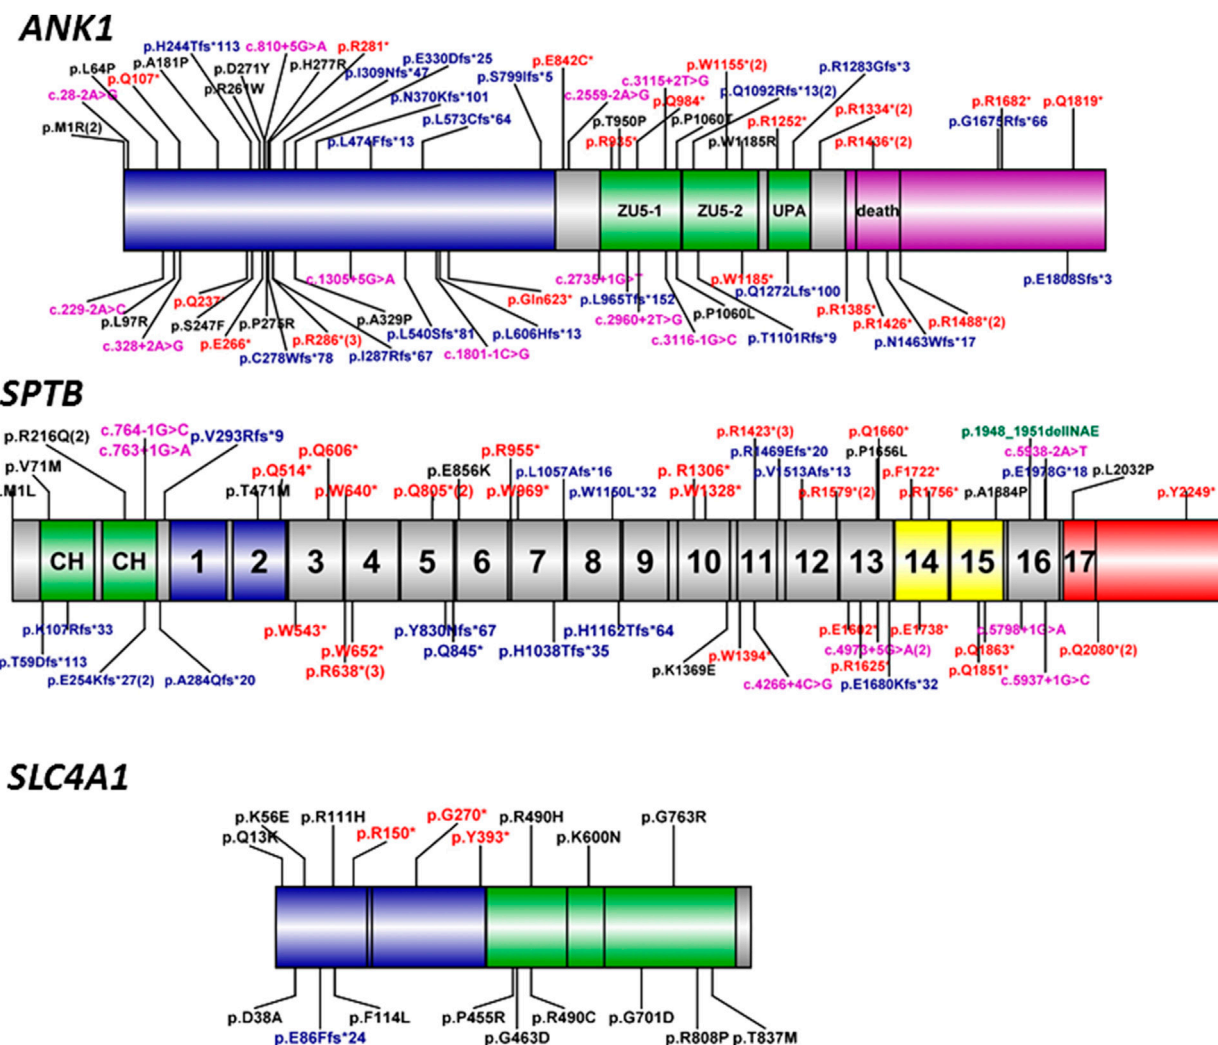 ANK1
p.H244Tfs*113 c.810+5G>A p.R281*
p.L64P p.A181P p.D271Y p.H277R p.E330Dfs*25 p.E842C* p.W1155*(2) p.R1283Gfs*3
p.Q107* p.R261W p.I309Nfs*47 p.S799Ifs*5 c.3115+2T>G
c.28-2A>G p.N370Kfs*101 c.2559-2A>G p.Q984* p.Q1092Rfs*13(2) p.R1334*(2) p.R1682* p.Q1819*
p.M1R(2) p.L573Cfs*64 p.T950P p.P1060T p.R1252* p.G1675Rfs*66
p.L474Ffs*13 p.R935* p.W1185R p.R1436*(2)
ZU5-1 ZU5-2 UPA death
c.1305+5G>A c.2735+1G>T p.W1185* p.E1808Sfs*3
c.229-2A>C p.Q237* p.Gln623* p.L965Tfs*152 p.Q1272Lfs*100
p.L97R p.S247F p.P275R p.A329P c.2960+2T>G p.P1060L p.R1385* p.R1426* p.R1488*(2)
c.328+2A>G p.E266* p.R286*(3) p.L540Sfs*81 p.L606Hfs*13 c.3116-1G>C p.T1101Rfs*9 p.N1463Wfs*17
p.C278Wfs*78 p.I287Rfs*67 c.1801-1C>G
SPTB
p.R216Q(2) c.764-1G>C p.V293Rfs*9 p.R1423*(3) p.Q1660* p.1948_1951delINAE
c.763+1G>A p.Q606* p.R955* p.R1469Efs*20 p.P1656L c.5938-2A>T
p.V71M p.Q514* p.E856K p.L1057Afs*16 p. R1306* p.V1513Afs*13 p.F1722* p.E1978G*18 p.L2032P
.M1L p.T471M p.W640* p.Q805*(2) p.W969* p.W1150L*32 p.W1328* p.R1579*(2) p.R1756* p.A1884P p.Y2249*
CH CH 1 2 3 4 5 6 7 8 9 10 11 12 13 14 15 16 17
p.K107Rfs*33 p.W543* p.Y830Nfs*67 p.H1162Tfs*64 p.E1602* p.E1738* c.5798+1G>A
p.T59Dfs*113 p.W652* p.Q845* p.H1038Tfs*35 p.W1394* c.4973+5G>A(2) p.Q1863* p.Q2080*(2)
p.E254Kfs*27(2) p.A284Qfs*20 p.R638*(3) p.K1369E c.4266+4C>G p.R1625* p.E1680Kfs*32 p.Q1851* c.5937+1G>C
SLC4A1
p.K56E p.R111H p.G270* p.R490H p.G763R
p.Q13K p.R150* p.Y393* p.K600N
p.D38A p.F114L p.P455R p.R490C p.G701D
p.E86Ffs*24 p.G463D p.R808P p.T837M